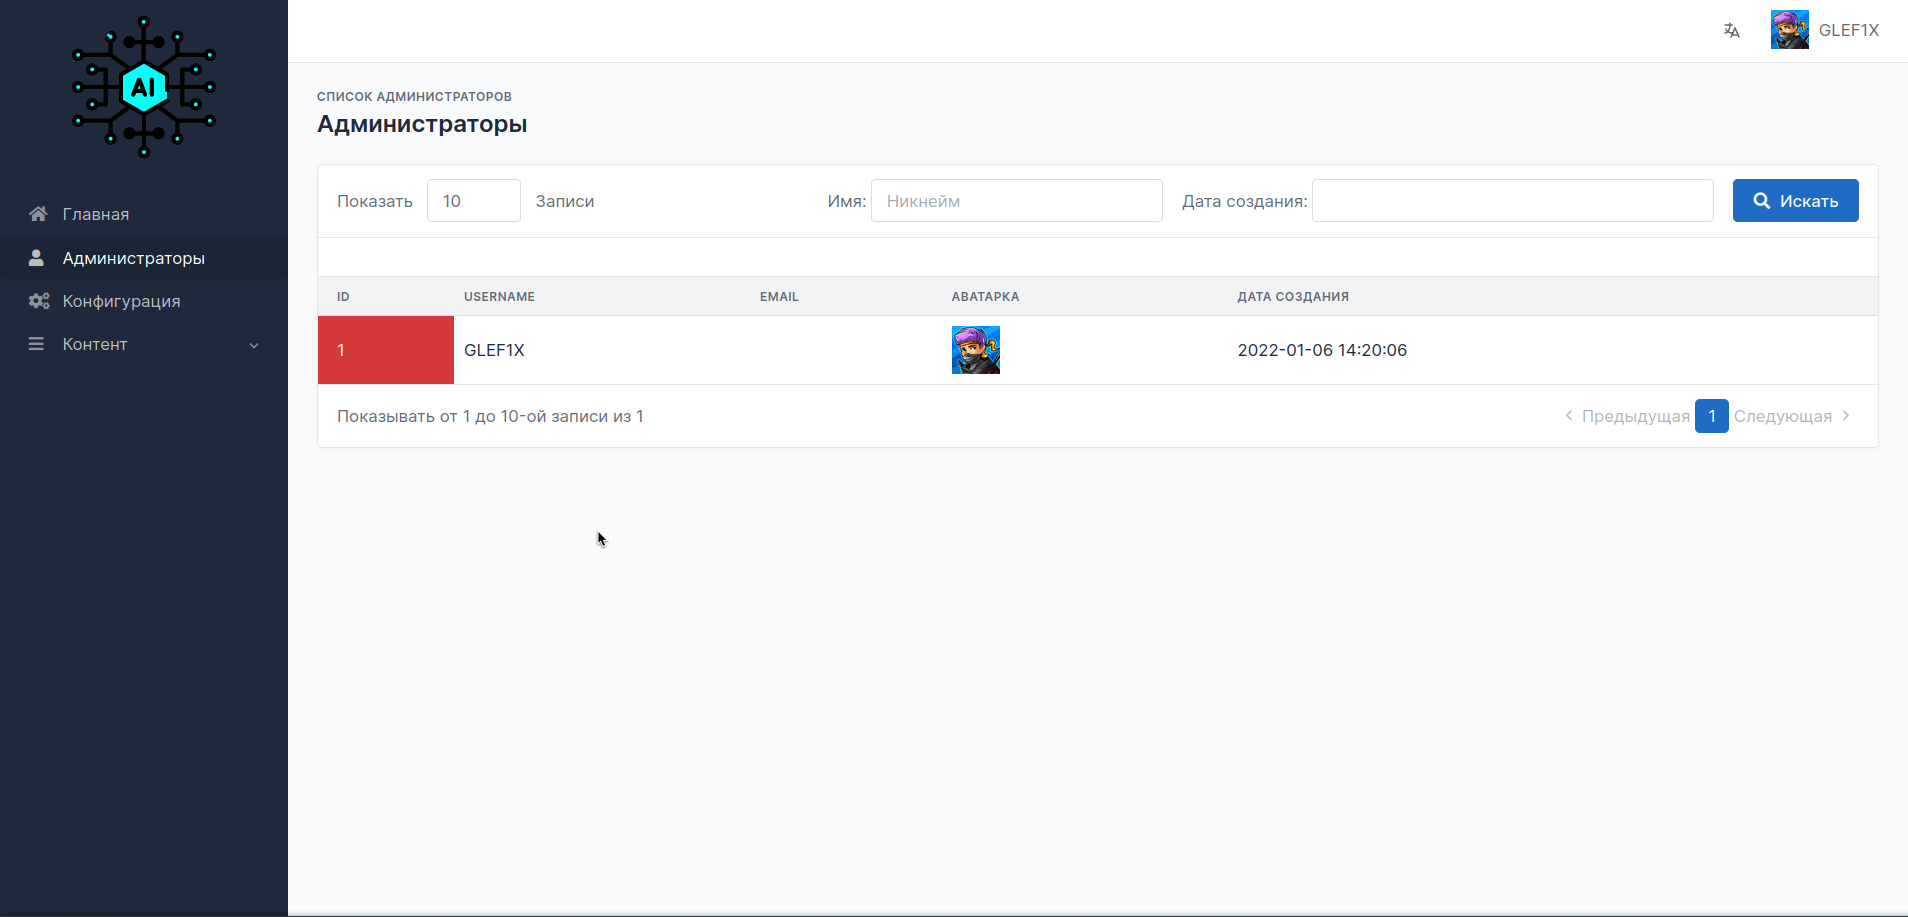 AI
GLEF1X
СПИСОК АДМИНИСТРАТОРОВ
Администраторы
Главная
Администраторы
Конфигурация
Контент
Показать 10 Записи Имя: Никнейм Дата создания: Искать
ID USERNAME EMAIL АВАТАРКА ДАТА СОЗДАНИЯ
1 GLEF1X 2022-01-06 14:20:06
Показывать от 1 до 10-ой записи из 1 Предыдущая 1 Следующая